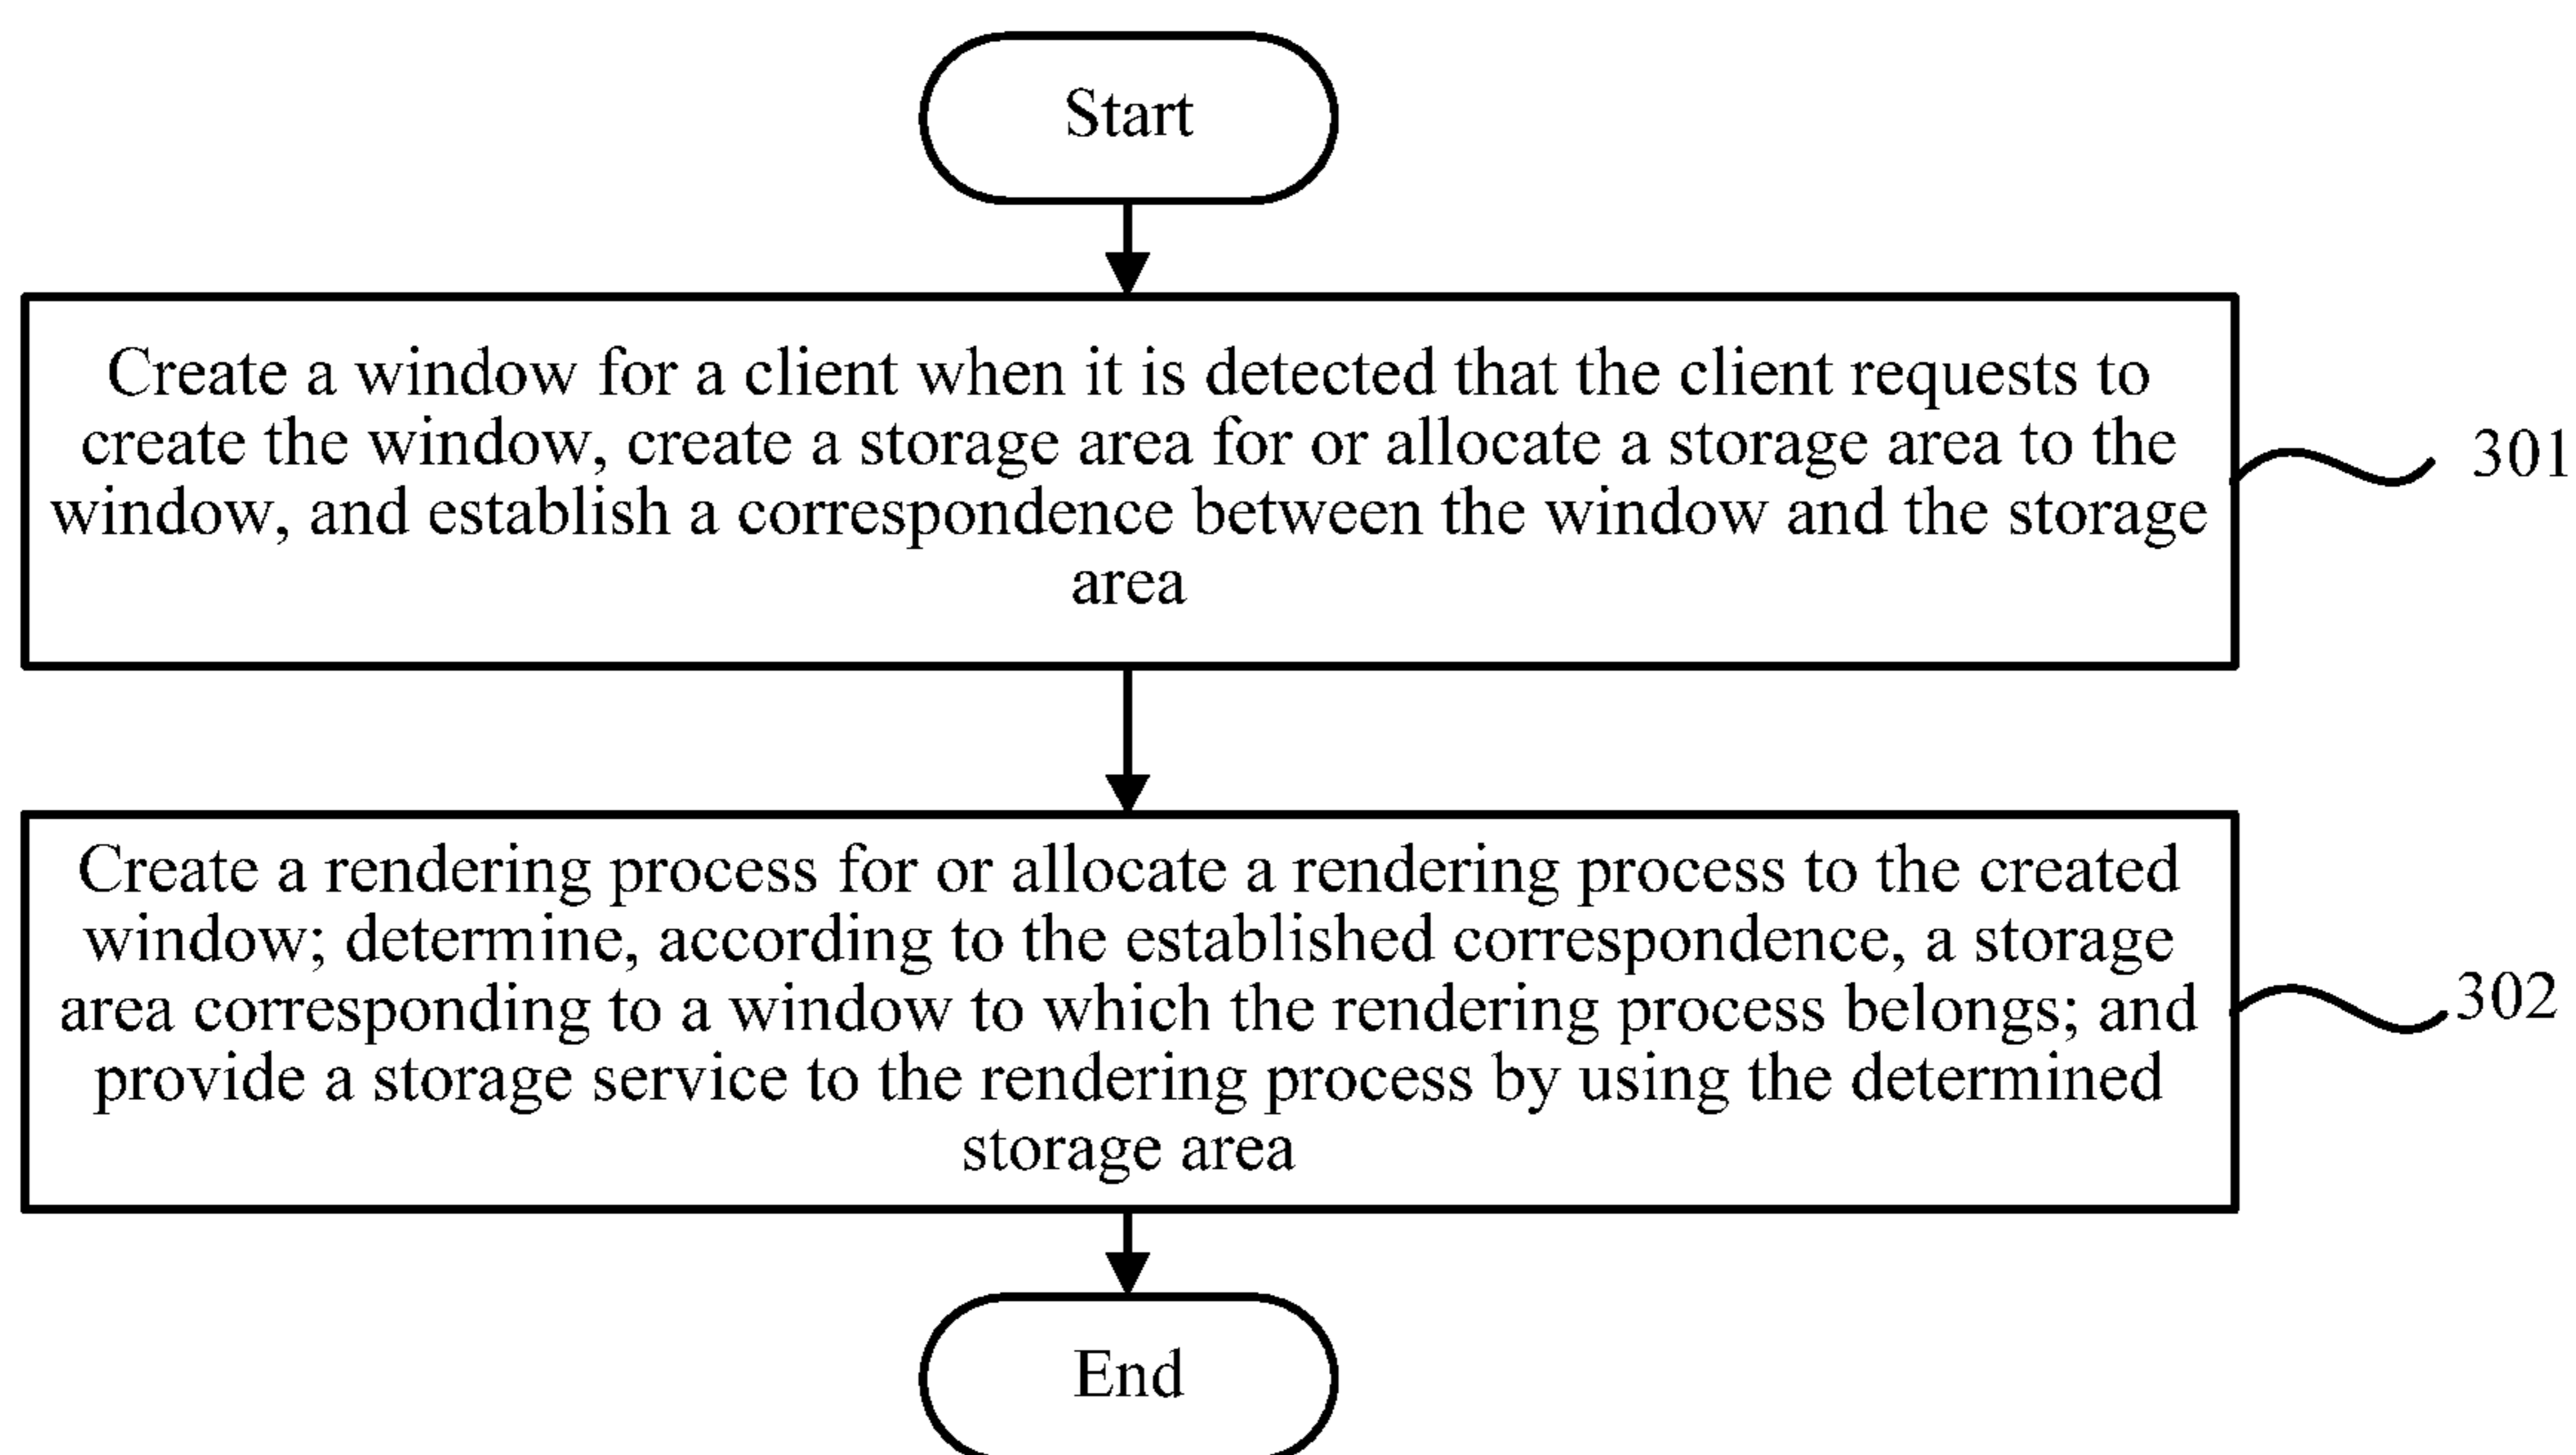 Start
Create a window for a client when it is detected that the client requests to
create the window, create a storage area for or allocate a storage area to the
window, and establish a correspondence between the window and the storage
area
301
Create a rendering process for or allocate a rendering process to the created
window; determine, according to the established correspondence, a storage
area corresponding to a window to which the rendering process belongs; and
provide a storage service to the rendering process by using the determined
storage area
302
End